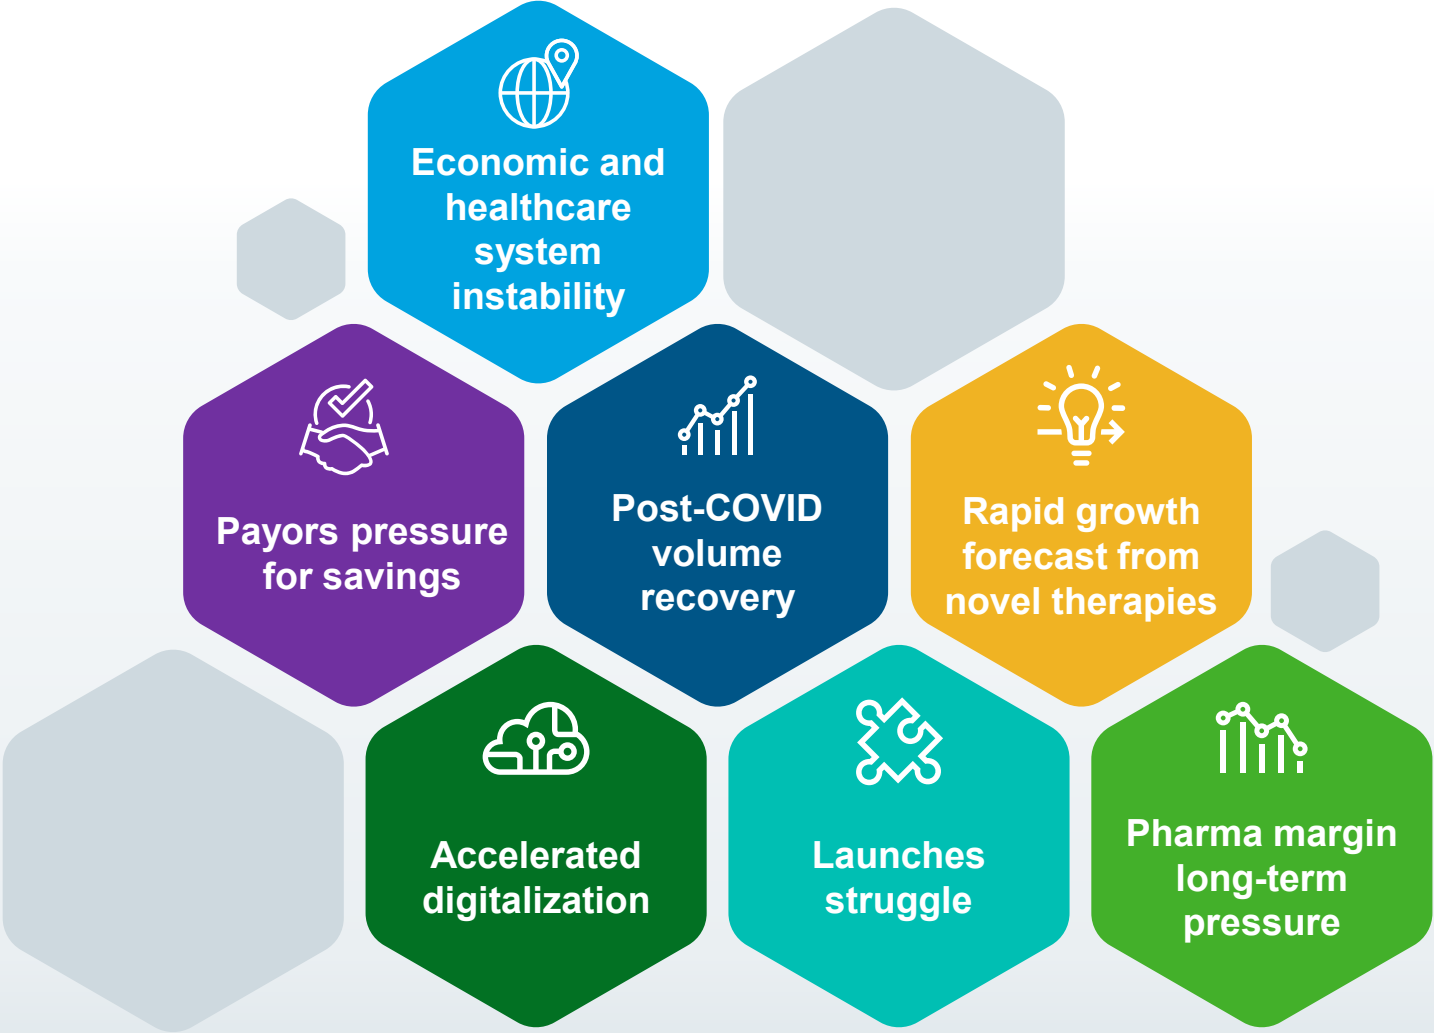 Economic and
healthcare
system
instability
Payors pressure
for savings
Post-COVID
volume
recovery
Rapid growth
forecast from
novel therapies
Accelerated
digitalization
Launches
struggle
Pharma margin
long-term
pressure